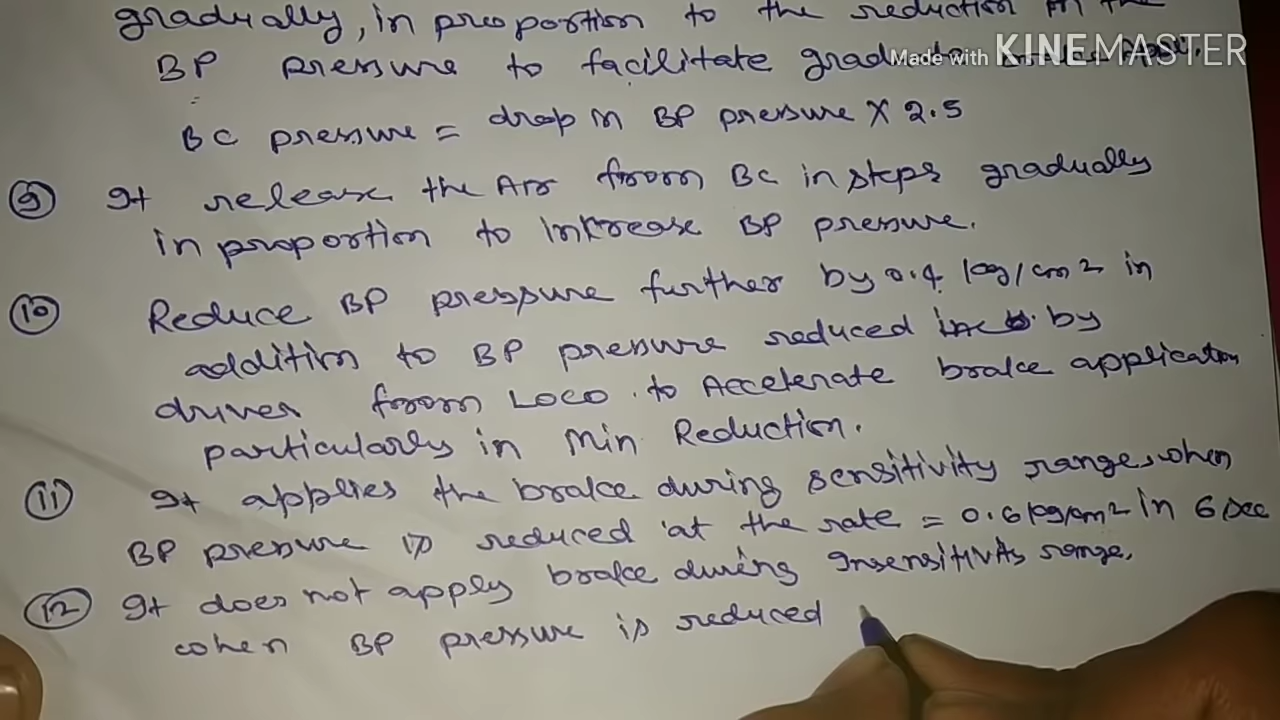 gradually, in proportion to the reduction in the
BP pressure to facilitate
Made with KINEMASTER
BC pressure = drop in BP pressure X 2.5
9 It release the Air from BC in steps gradually
in proportion to increase BP pressure.
10 Reduce BP pressure further by 0.4 kg/cm2 in
addition to BP pressure reduced by
driver from Loco. to Accelerate brake application
particularly in Min Reduction.
11 It applies the brake during sensitivity range, when
BP pressure is reduced at the rate = 0.6 kg/cm2 in 6 sec
12 It does not apply brake during Insensitivity range,
when BP pressure is reduced